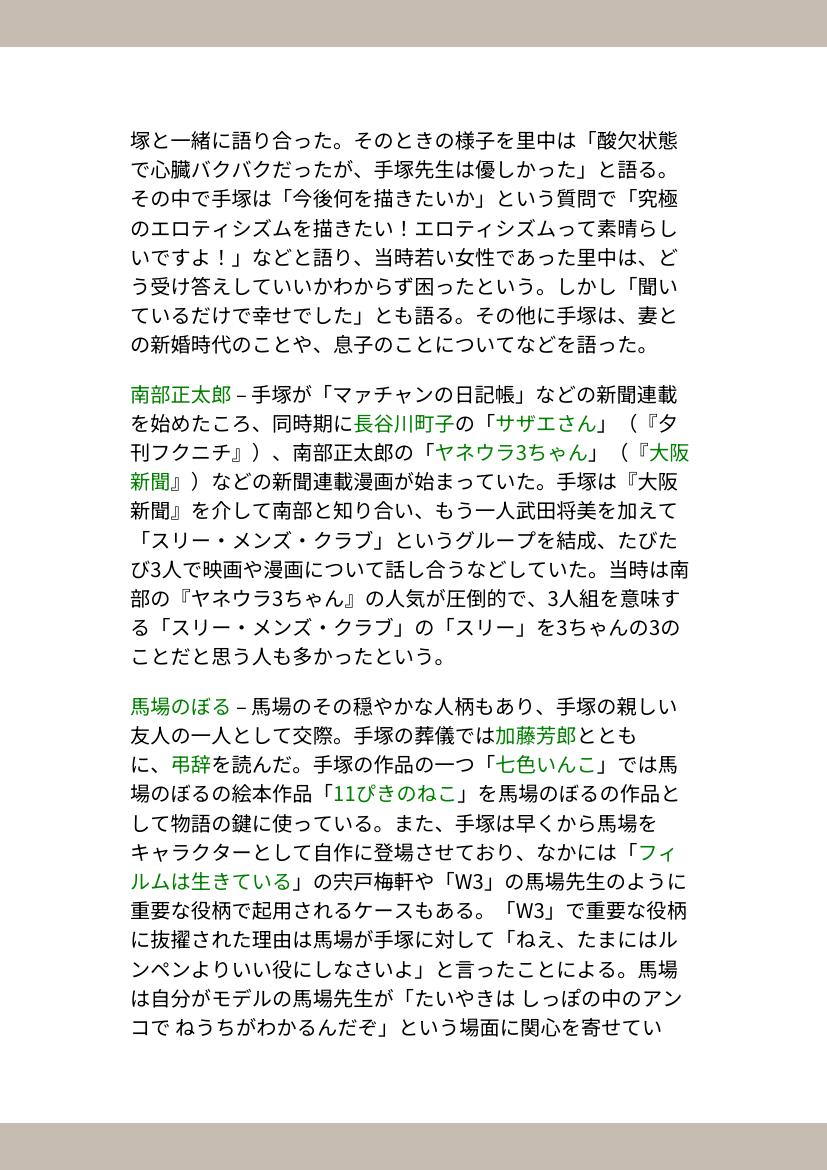 塚と一緒に語り合った。そのときの様子を里中は「酸欠状態
で心臓バクバクだったが、手塚先生は優しかった」と語る。
その中で手塚は「今後何を描きたいか」という質問で「究極
のエロティシズムを描きたい！エロティシズムって素晴らし
いですよ！」などと語り、当時若い女性であった里中は、ど
う受け答えしていいかわからず困ったという。しかし「聞い
ているだけで幸せでした」とも語る。その他に手塚は、妻と
の新婚時代のことや、息子のことについてなどを語った。
南部正太郎 – 手塚が「マァチャンの日記帳」などの新聞連載
を始めたころ、同時期に長谷川町子の「サザエさん」（『夕
刊フクニチ』）、南部正太郎の「ヤネウラ3ちゃん」（『大阪
新聞』）などの新聞連載漫画が始まっていた。手塚は『大阪
新聞』を介して南部と知り合い、もう一人武田将美を加えて
「スリー・メンズ・クラブ」というグループを結成、たびた
び3人で映画や漫画について話し合うなどしていた。当時は南
部の『ヤネウラ3ちゃん』の人気が圧倒的で、3人組を意味す
る「スリー・メンズ・クラブ」の「スリー」を3ちゃんの3の
ことだと思う人も多かったという。
馬場のぼる – 馬場のその穏やかな人柄もあり、手塚の親しい
友人の一人として交際。手塚の葬儀では加藤芳郎ととも
に、弔辞を読んだ。手塚の作品の一つ「七色いんこ」では馬
場のぼるの絵本作品「11ぴきのねこ」を馬場のぼるの作品と
して物語の鍵に使っている。また、手塚は早くから馬場を
キャラクターとして自作に登場させており、なかには「フィ
ルムは生きている」の宍戸梅軒や「W3」の馬場先生のように
重要な役柄で起用されるケースもある。「W3」で重要な役柄
に抜擢された理由は馬場が手塚に対して「ねえ、たまにはル
ンペンよりいい役にしなさいよ」と言ったことによる。馬場
は自分がモデルの馬場先生が「たいやきは しっぽの中のアン
コで ねうちがわかるんだぞ」という場面に関心を寄せてい